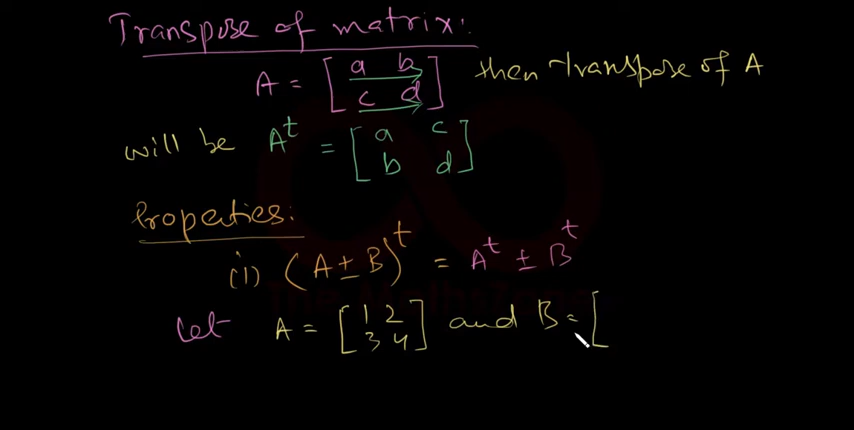 Transpose of matrix:
A = [a b
c d] then Transpose of A
will be A^t = [a c
b d]
Properties:
(i) (A ± B)^t = A^t ± B^t
Let A = [1 2
3 4] and B = [